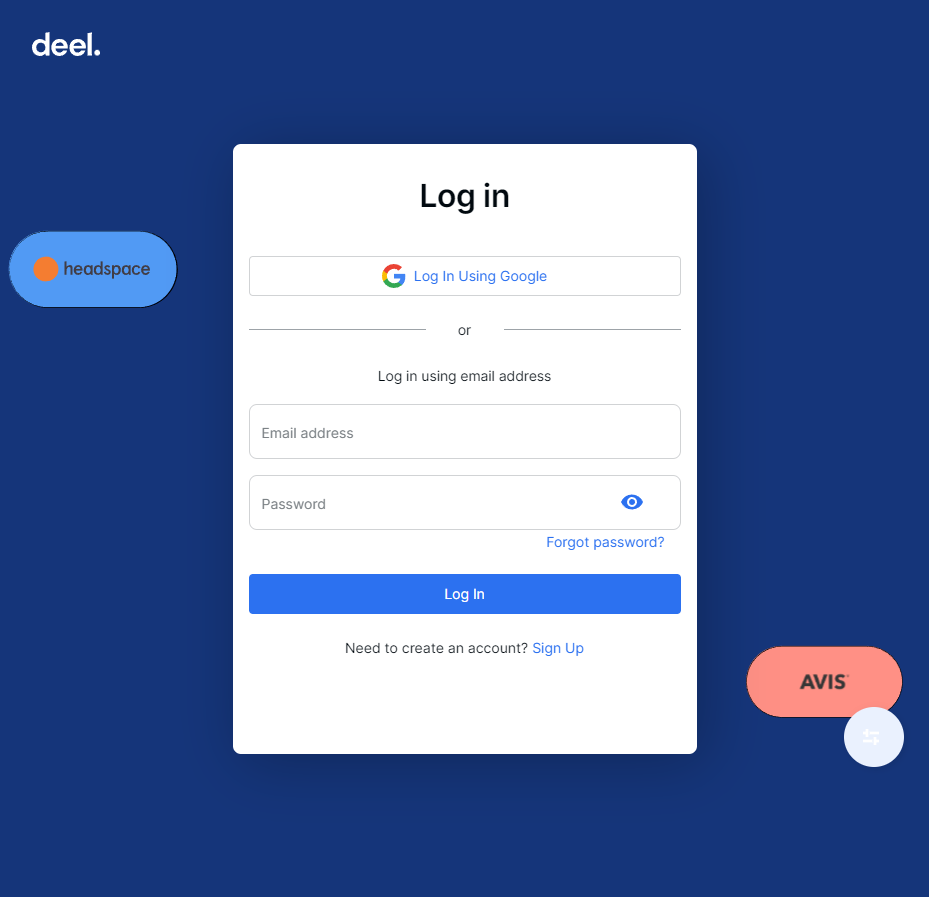 deel.
Log in
headspace
Log In Using Google
or
Log in using email address
Email address
Password
Forgot password?
Log In
Need to create an account? Sign Up
AVIS